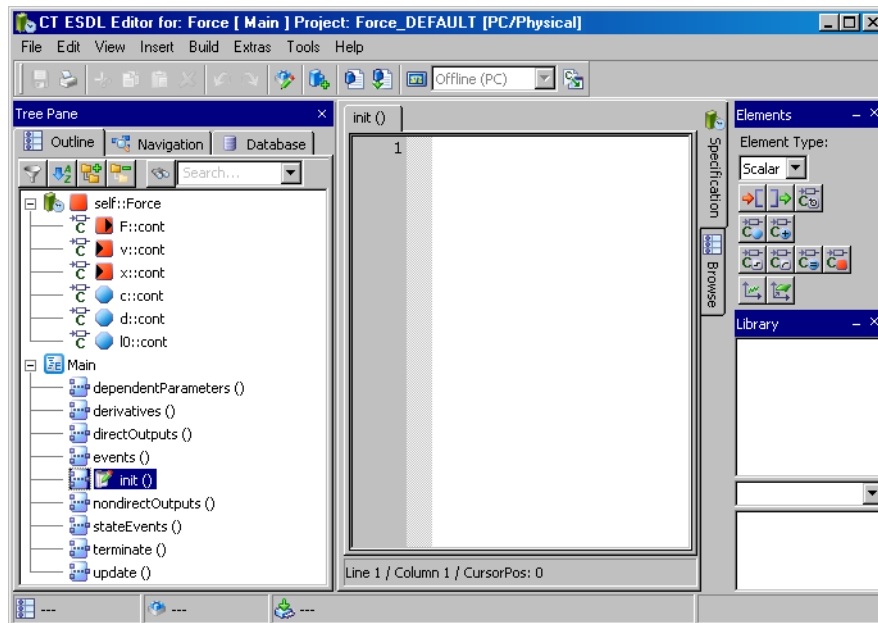 CT ESDL Editor for: Force [ Main ] Project: Force_DEFAULT [PC/Physical]
File Edit View Insert Build Extras Tools Help
Offline (PC)
Tree Pane
Outline Navigation Database
Search...
self::Force
F::cont
v::cont
x::cont
c::cont
d::cont
l0::cont
Main
dependentParameters ()
derivatives ()
directOutputs ()
events ()
init ()
nondirectOutputs ()
stateEvents ()
terminate ()
update ()
init ()
1
Line 1 / Column 1 / CursorPos: 0
Specification
Browse
Elements
Element Type:
Scalar
Library
--- --- ---